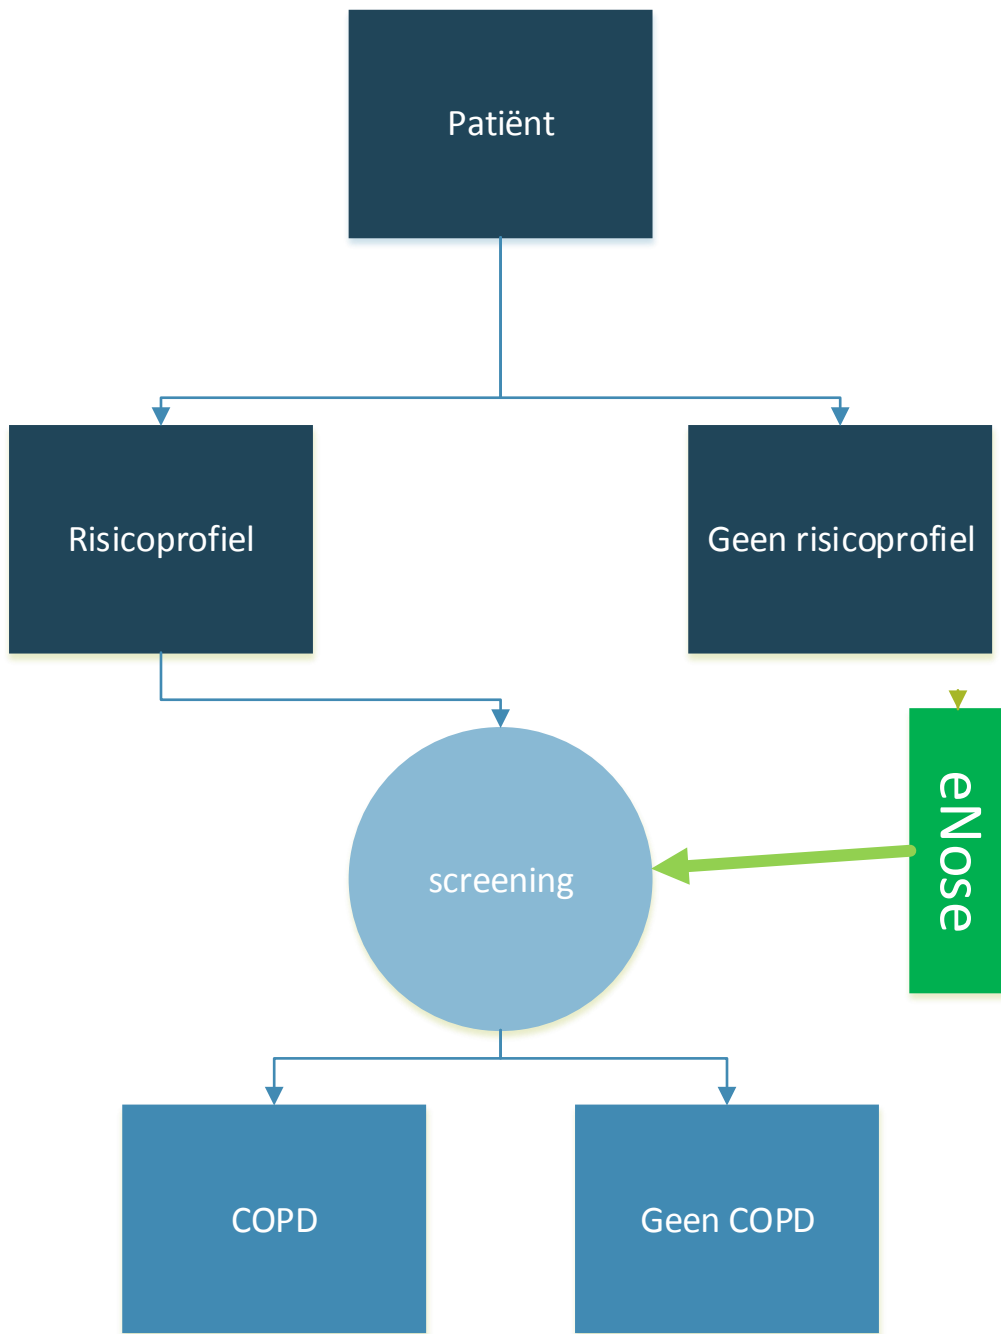 Patiënt
Risicoprofiel
Geen risicoprofiel
eNose
screening
COPD
Geen COPD